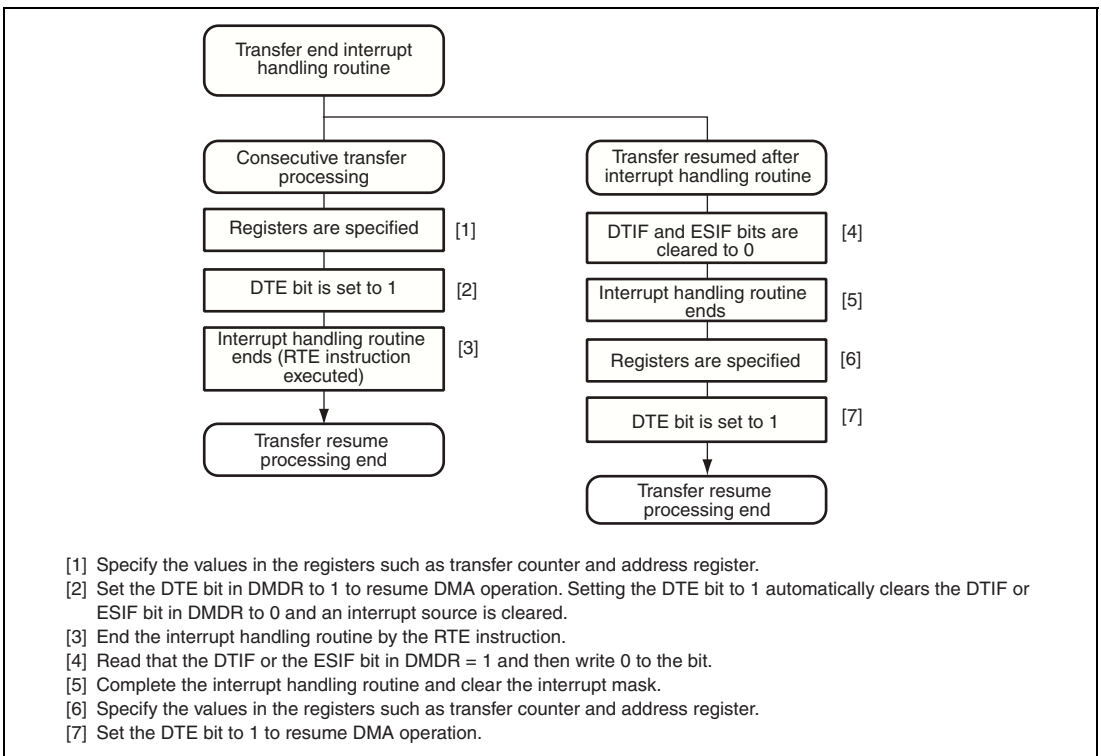 Transfer end interrupt
handling routine
Consecutive transfer
processing
Registers are specified [1]
DTE bit is set to 1 [2]
Interrupt handling routine
ends (RTE instruction
executed) [3]
Transfer resume
processing end
Transfer resumed after
interrupt handling routine
DTIF and ESIF bits are
cleared to 0 [4]
Interrupt handling routine
ends [5]
Registers are specified [6]
DTE bit is set to 1 [7]
Transfer resume
processing end
[1] Specify the values in the registers such as transfer counter and address register.
[2] Set the DTE bit in DMDR to 1 to resume DMA operation. Setting the DTE bit to 1 automatically clears the DTIF or
ESIF bit in DMDR to 0 and an interrupt source is cleared.
[3] End the interrupt handling routine by the RTE instruction.
[4] Read that the DTIF or the ESIF bit in DMDR = 1 and then write 0 to the bit.
[5] Complete the interrupt handling routine and clear the interrupt mask.
[6] Specify the values in the registers such as transfer counter and address register.
[7] Set the DTE bit to 1 to resume DMA operation.